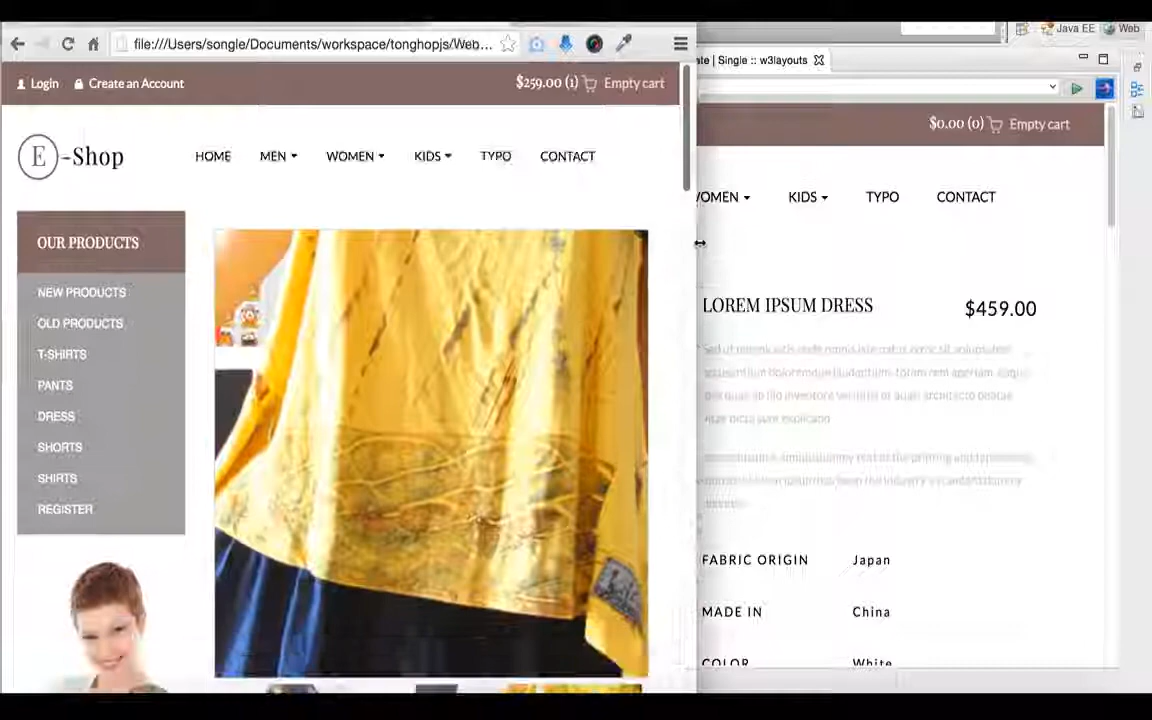 file:///Users/songle/Documents/workspace/tonghopjs/Web...
Login Create an Account
$259.00 (1) Empty cart
E-Shop
HOME MEN WOMEN KIDS TYPO CONTACT
OUR PRODUCTS
NEW PRODUCTS
OLD PRODUCTS
T-SHIRTS
PANTS
DRESS
SHORTS
SHIRTS
REGISTER
Java EE Web
| Single :: w3layouts
$0.00 (0) Empty cart
OMEN KIDS TYPO CONTACT
LOREM IPSUM DRESS $459.00
FABRIC ORIGIN Japan
MADE IN China
COLOR White